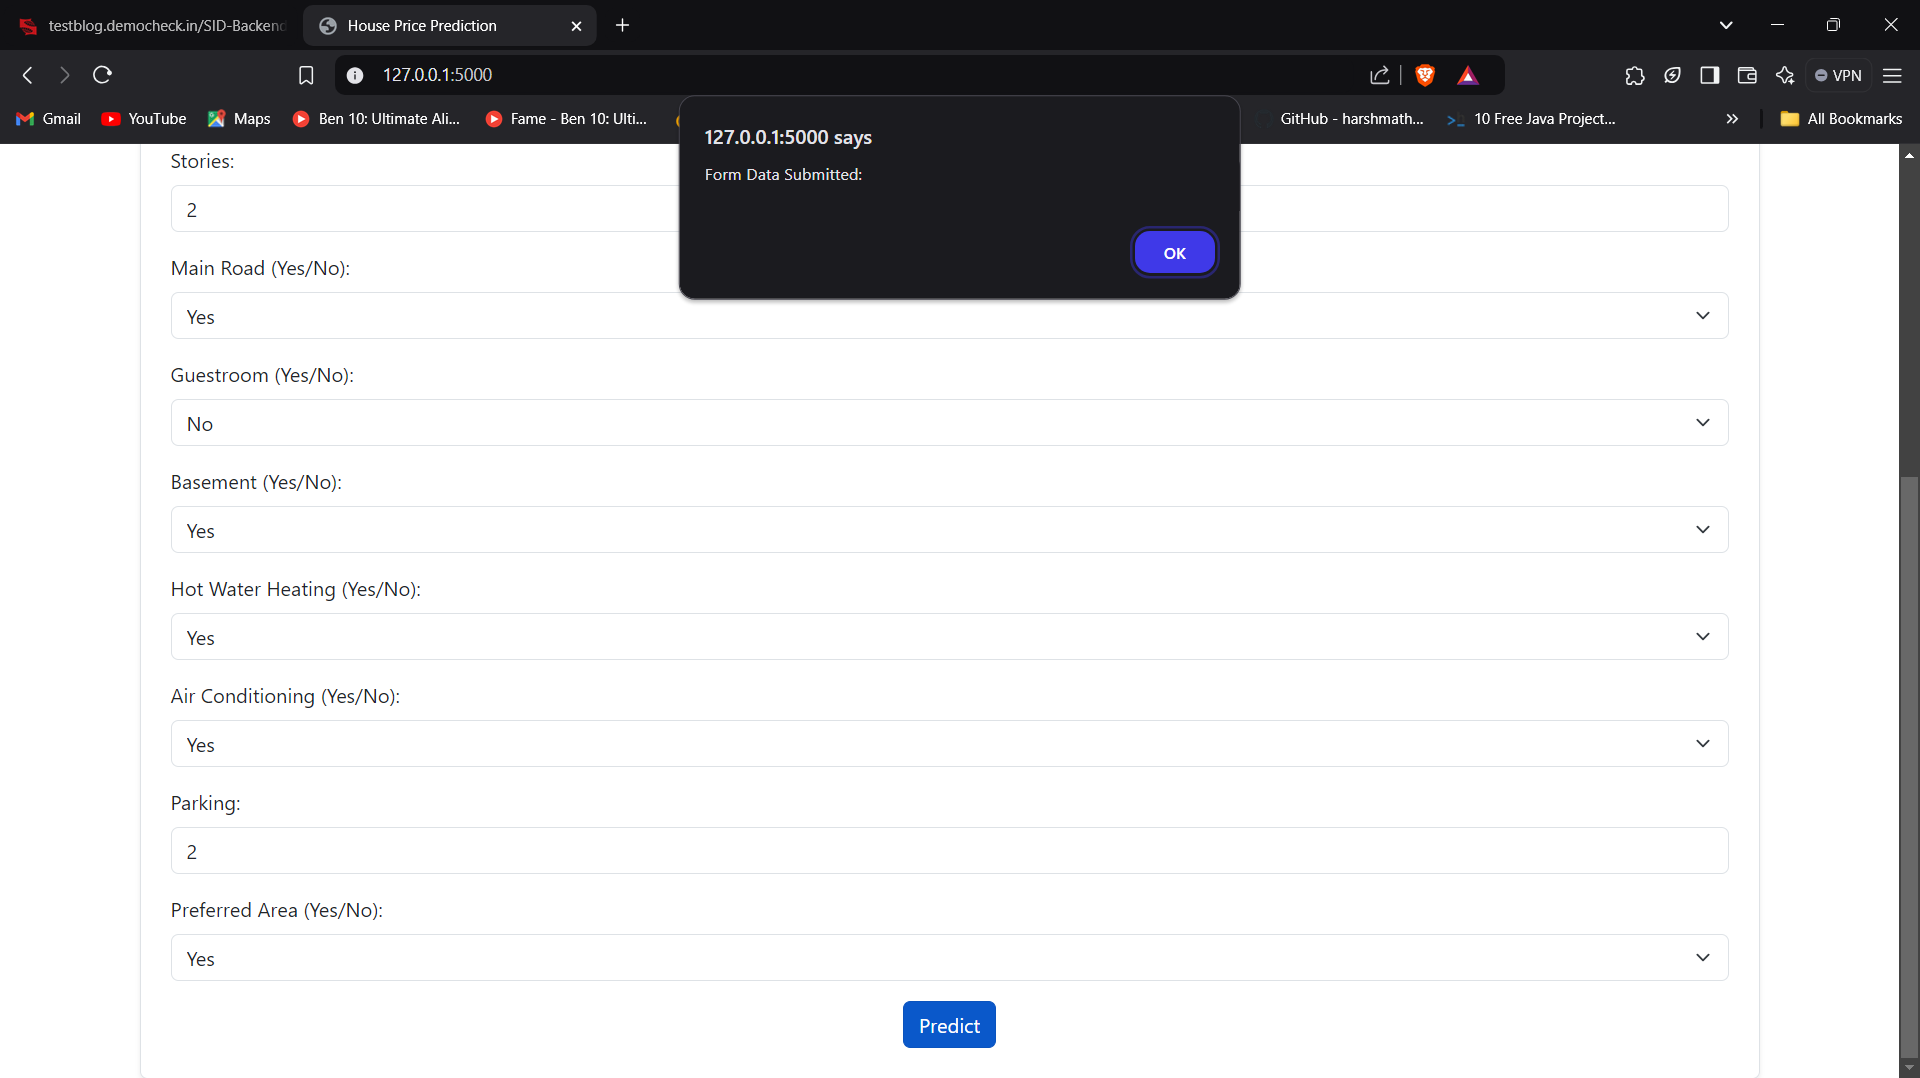 testblog.democheck.in/SID-Backend
House Price Prediction
127.0.0.1:5000
VPN
Gmail
YouTube
Maps
Ben 10: Ultimate Ali...
Fame - Ben 10: Ulti...
GitHub - harshmath...
10 Free Java Project...
All Bookmarks
127.0.0.1:5000 says
Form Data Submitted:
OK
Stories:
2
Main Road (Yes/No):
Yes
Guestroom (Yes/No):
No
Basement (Yes/No):
Yes
Hot Water Heating (Yes/No):
Yes
Air Conditioning (Yes/No):
Yes
Parking:
2
Preferred Area (Yes/No):
Yes
Predict